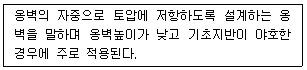 옹벽의 자중으로 토압에 저항하도록 설계하는 옹
벽을 말하며 옹벽높이가 낮고 기초지반이 야호한
경우에 주로 적용된다.